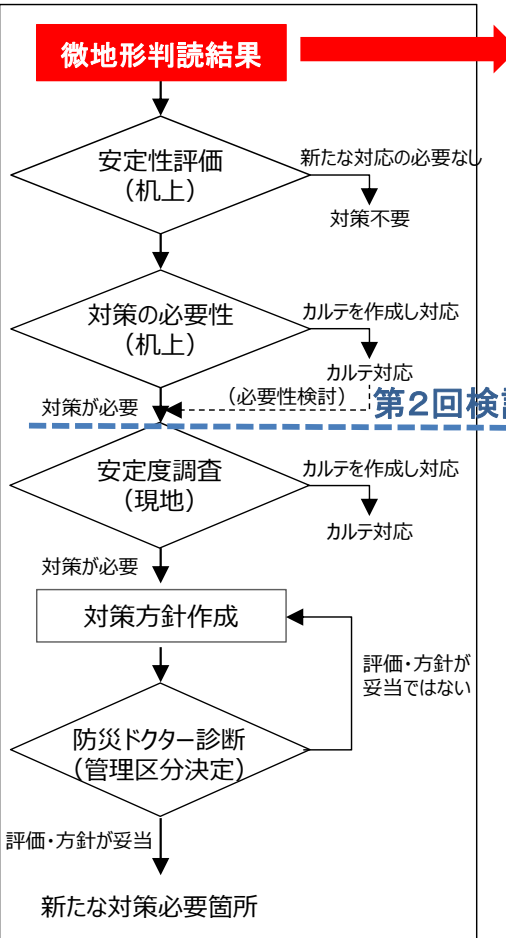 微地形判読結果
安定性評価
(机上)
新たな対応の必要なし
対策不要
対策の必要性
(机上)
カルテを作成し対応
カルテ対応
(必要性検討)
対策が必要
第2回検討
安定度調査
(現地)
カルテを作成し対応
カルテ対応
対策が必要
対策方針作成
評価・方針が
妥当ではない
防災ドクター診断
(管理区分決定)
評価・方針が妥当
新たな対策必要箇所